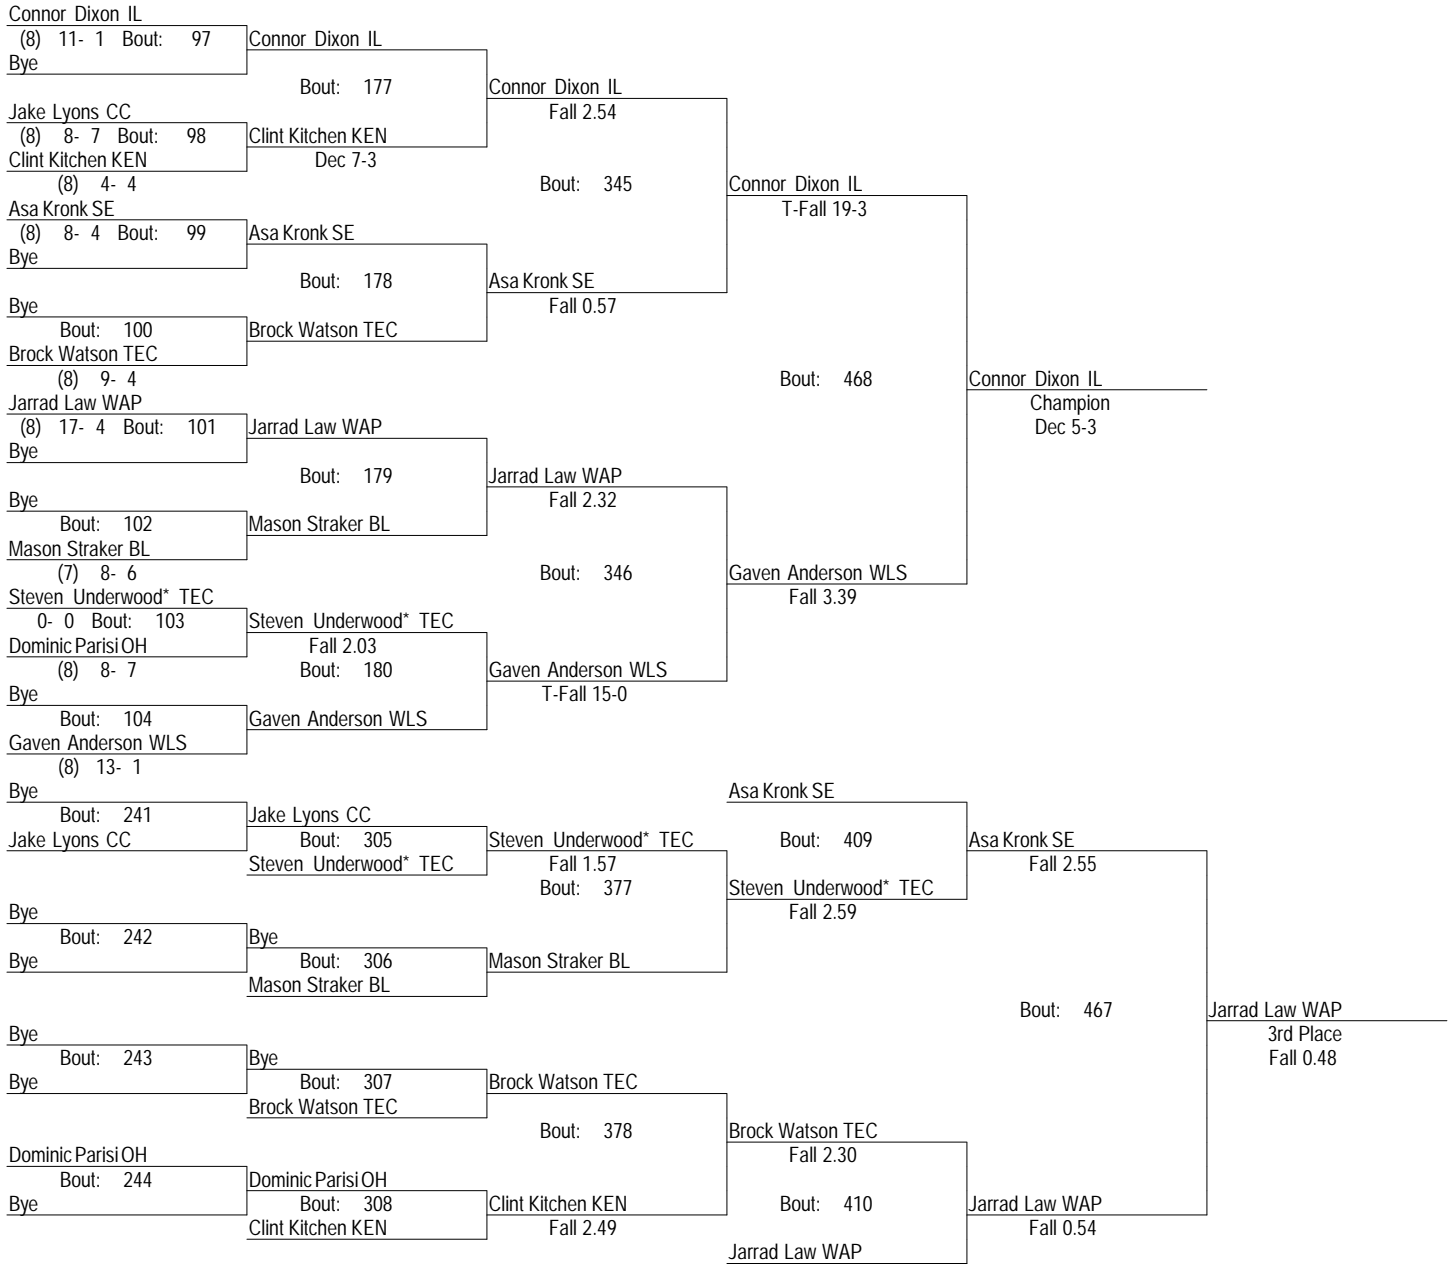 Connor Dixon IL
(8) 11- 1 Bout: 97 Connor Dixon IL
Bye
Bout: 177 Connor Dixon IL
Jake Lyons CC Fall 2.54
(8) 8- 7 Bout: 98 Clint Kitchen KEN
Clint Kitchen KEN Dec 7-3
(8) 4- 4 Bout: 345 Connor Dixon IL
Asa Kronk SE T-Fall 19-3
(8) 8- 4 Bout: 99 Asa Kronk SE
Bye
Bout: 178 Asa Kronk SE
Bye Fall 0.57
Bout: 100 Brock Watson TEC
Brock Watson TEC
(8) 9- 4 Bout: 468 Connor Dixon IL
Jarrad Law WAP Champion
(8) 17- 4 Bout: 101 Jarrad Law WAP Dec 5-3
Bye
Bout: 179 Jarrad Law WAP
Bye Fall 2.32
Bout: 102 Mason Straker BL
Mason Straker BL
(7) 8- 6 Bout: 346 Gaven Anderson WLS
Steven Underwood* TEC Fall 3.39
0- 0 Bout: 103 Steven Underwood* TEC
Dominic Parisi OH Fall 2.03
(8) 8- 7 Bout: 180 Gaven Anderson WLS
Bye T-Fall 15-0
Bout: 104 Gaven Anderson WLS
Gaven Anderson WLS
(8) 13- 1
Bye Asa Kronk SE
Bout: 241 Jake Lyons CC
Jake Lyons CC Bout: 305 Steven Underwood* TEC Bout: 409 Asa Kronk SE
Steven Underwood* TEC Fall 1.57 Fall 2.55
Bout: 377 Steven Underwood* TEC
Bye Fall 2.59
Bout: 242 Bye
Bye Bout: 306 Mason Straker BL
Mason Straker BL
Bout: 467 Jarrad Law WAP
Bye 3rd Place
Bout: 243 Bye Fall 0.48
Bye Bout: 307 Brock Watson TEC
Brock Watson TEC
Bout: 378 Brock Watson TEC
Dominic Parisi OH Fall 2.30
Bout: 244 Dominic Parisi OH
Bye Bout: 308 Clint Kitchen KEN Bout: 410 Jarrad Law WAP
Clint Kitchen KEN Fall 2.49 Fall 0.54
Jarrad Law WAP